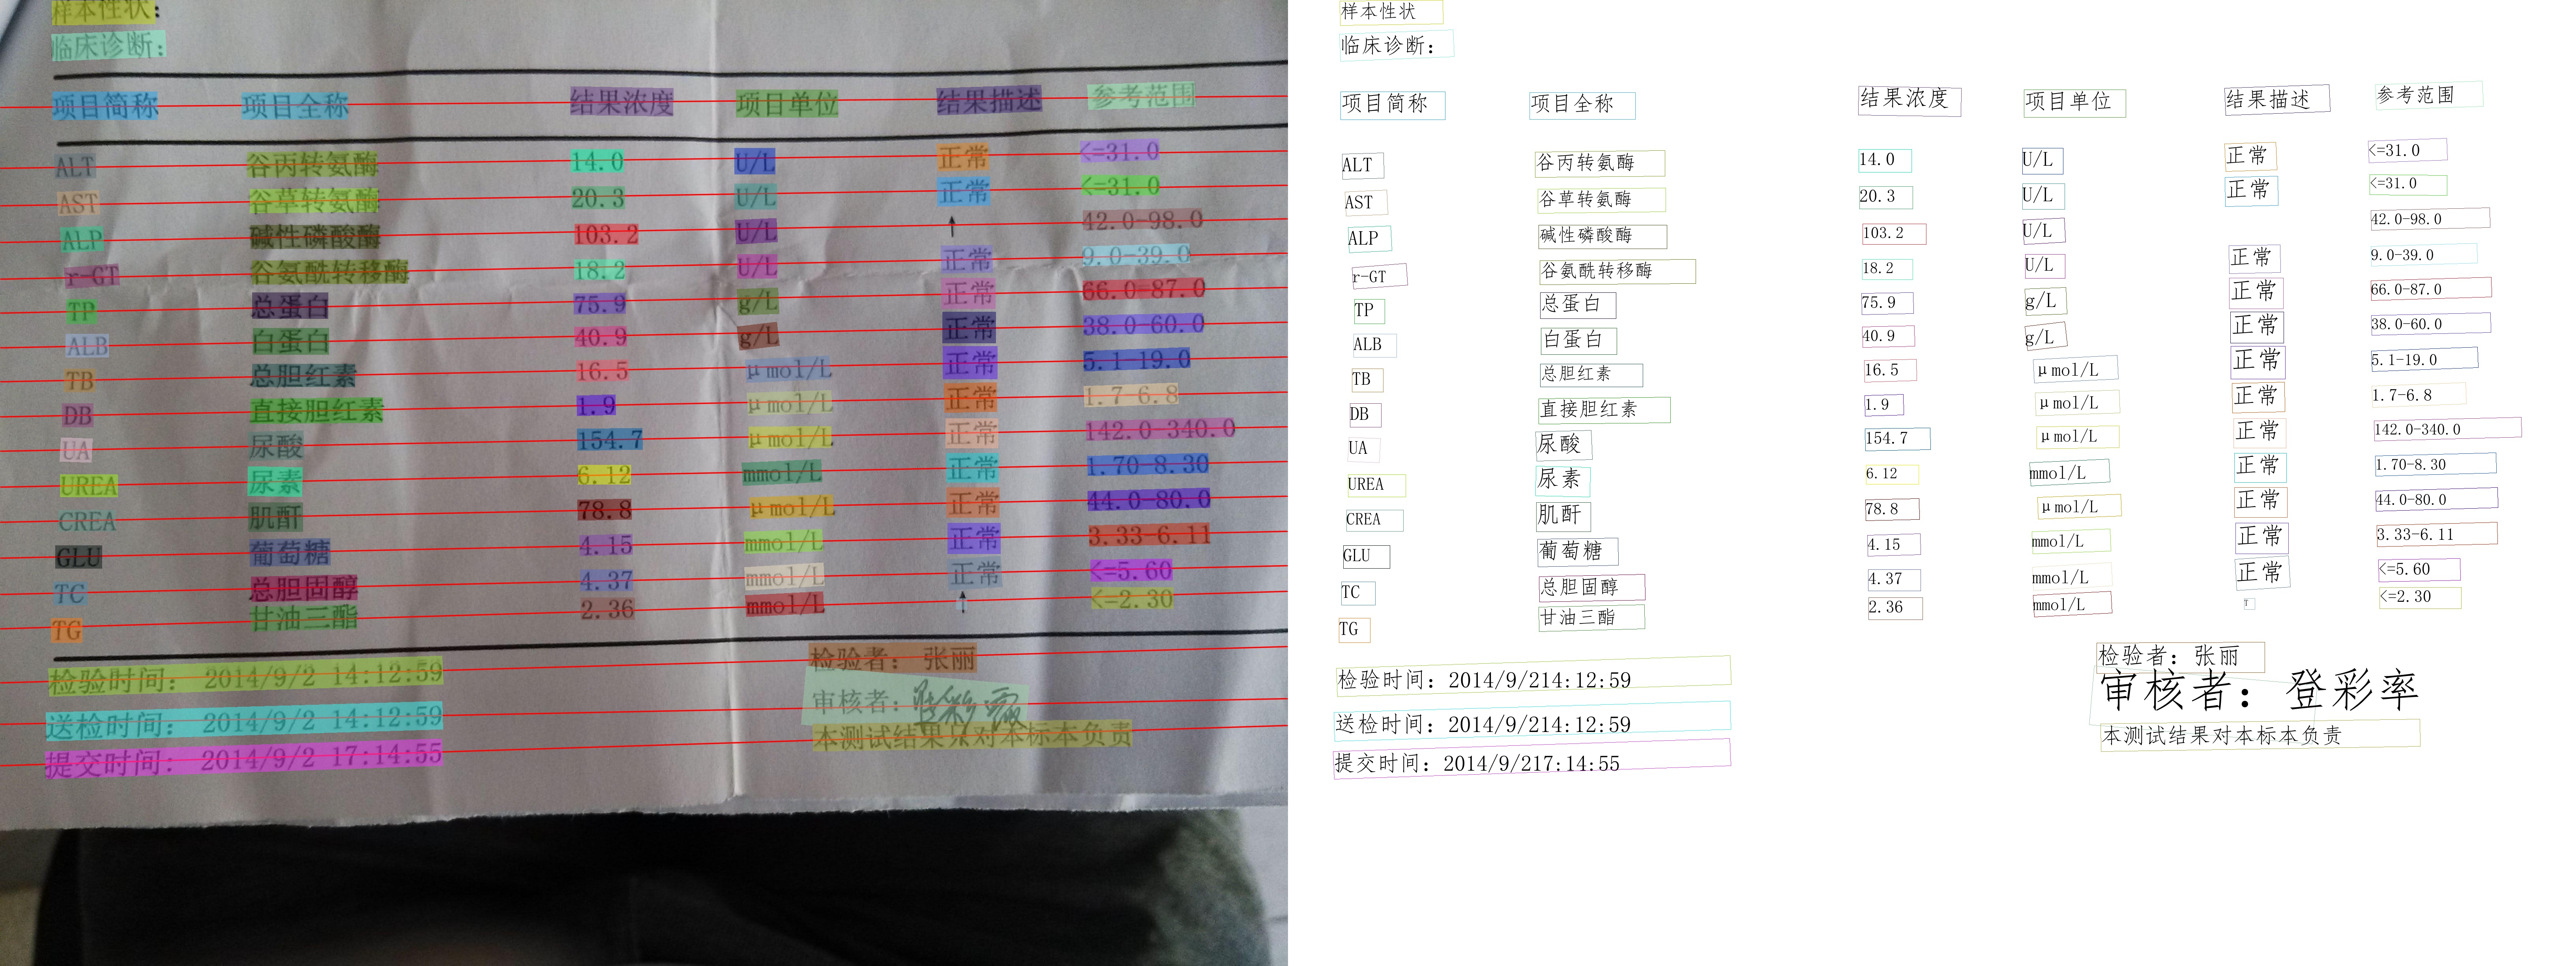 样本性状：
临床诊断：
项目简称 项目全称 结果浓度 项目单位 结果描述 参考范围
ALT 谷丙转氨酶 14.0 U/L 正常 <=31.0
AST 谷草转氨酶 20.3 U/L 正常 <=31.0
ALP 碱性磷酸酶 103.2 U/L ↑ 42.0-98.0
r-GT 谷氨酰转移酶 18.2 U/L 正常 9.0-39.0
TP 总蛋白 75.9 g/L 正常 66.0-87.0
ALB 白蛋白 40.9 g/L 正常 38.0-60.0
TB 总胆红素 16.5 μmol/L 正常 5.1-19.0
DB 直接胆红素 1.9 μmol/L 正常 1.7-6.8
UA 尿酸 154.7 μmol/L 正常 142.0-340.0
UREA 尿素 6.12 mmol/L 正常 1.70-8.30
CREA 肌酐 78.8 μmol/L 正常 44.0-80.0
GLU 葡萄糖 4.15 mmol/L 正常 3.33-6.11
TC 总胆固醇 4.37 mmol/L 正常 <=5.60
TG 甘油三酯 2.36 mmol/L ↑ <=2.30
检验时间： 2014/9/2 14:12:59 检验者： 张丽
送检时间： 2014/9/2 14:12:59 审核者：
提交时间： 2014/9/2 17:14:55 本测试结果 对本标本负责
样本性状
临床诊断：
项目简称 项目全称 结果浓度 项目单位 结果描述 参考范围
ALT 谷丙转氨酶 14.0 U/L 正常 <=31.0
AST 谷草转氨酶 20.3 U/L 正常 <=31.0
ALP 碱性磷酸酶 103.2 U/L 42.0-98.0
r-GT 谷氨酰转移酶 18.2 U/L 正常 9.0-39.0
TP 总蛋白 75.9 g/L 正常 66.0-87.0
ALB 白蛋白 40.9 g/L 正常 38.0-60.0
TB 总胆红素 16.5 μmol/L 正常 5.1-19.0
DB 直接胆红素 1.9 μmol/L 正常 1.7-6.8
UA 尿酸 154.7 μmol/L 正常 142.0-340.0
UREA 尿素 6.12 mmol/L 正常 1.70-8.30
CREA 肌酐 78.8 μmol/L 正常 44.0-80.0
GLU 葡萄糖 4.15 mmol/L 正常 3.33-6.11
TC 总胆固醇 4.37 mmol/L 正常 <=5.60
TG 甘油三酯 2.36 mmol/L <=2.30
检验时间：2014/9/214:12:59 检验者：张丽
送检时间：2014/9/214:12:59 审核者：登彩率
提交时间：2014/9/217:14:55 本测试结果对本标本负责